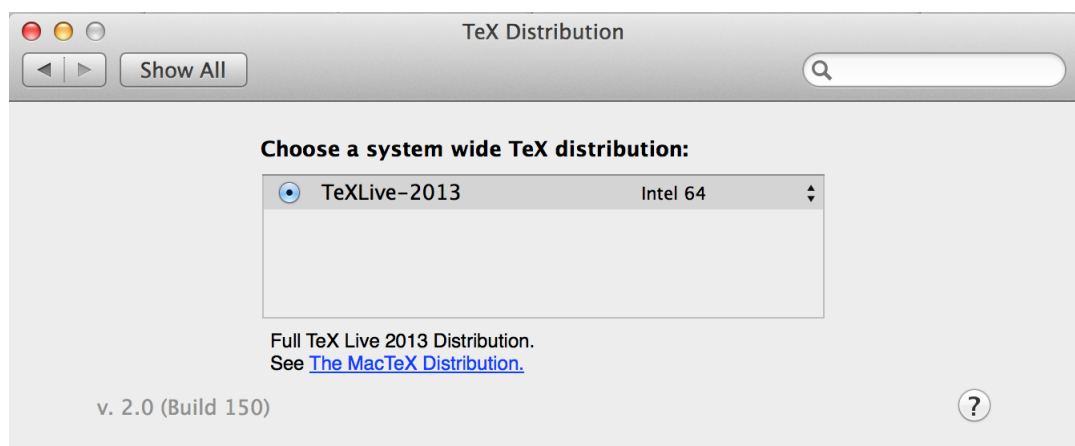 TeX Distribution
Show All
Choose a system wide TeX distribution:
TeXLive-2013 Intel 64
Full TeX Live 2013 Distribution.
See The MacTeX Distribution.
v. 2.0 (Build 150)
?